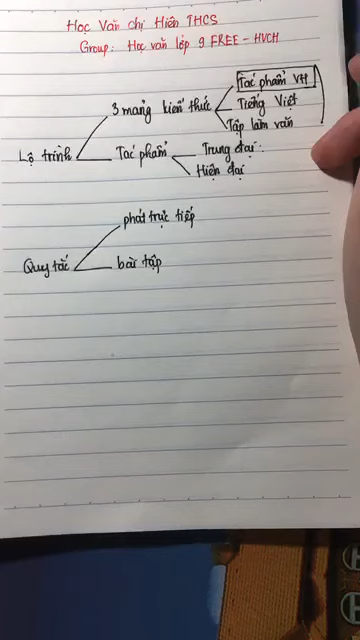 Học Văn chị Hiên THCS
Group: Học văn lớp 9 FREE - HVCH
Lộ trình
3 mảng kiến thức
Tác phẩm VH
Tiếng Việt
Tập làm văn
Tác phẩm
Trung đại:
Hiện đại
Quy tắc
phát trực tiếp
bài tập